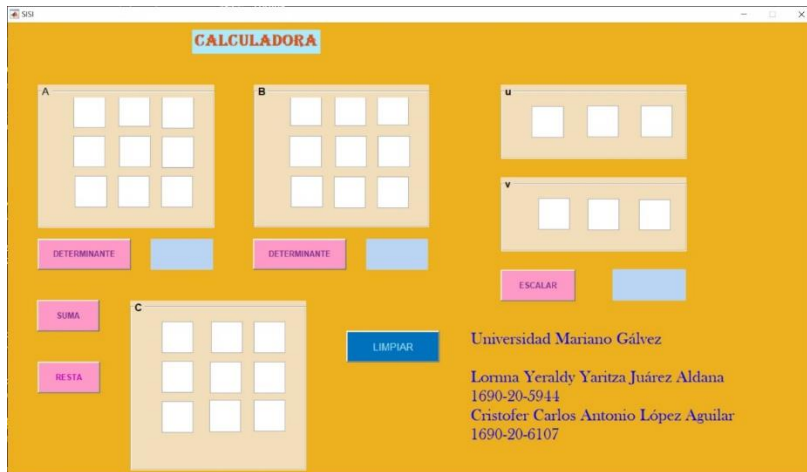 SISI
CALCULADORA
A
B
u
v
DETERMINANTE
DETERMINANTE
ESCALAR
SUMA
C
LIMPIAR
RESTA
Universidad Mariano Gálvez
Lornna Yeraldy Yaritza Juárez Aldana
1690-20-5944
Cristofer Carlos Antonio López Aguilar
1690-20-6107